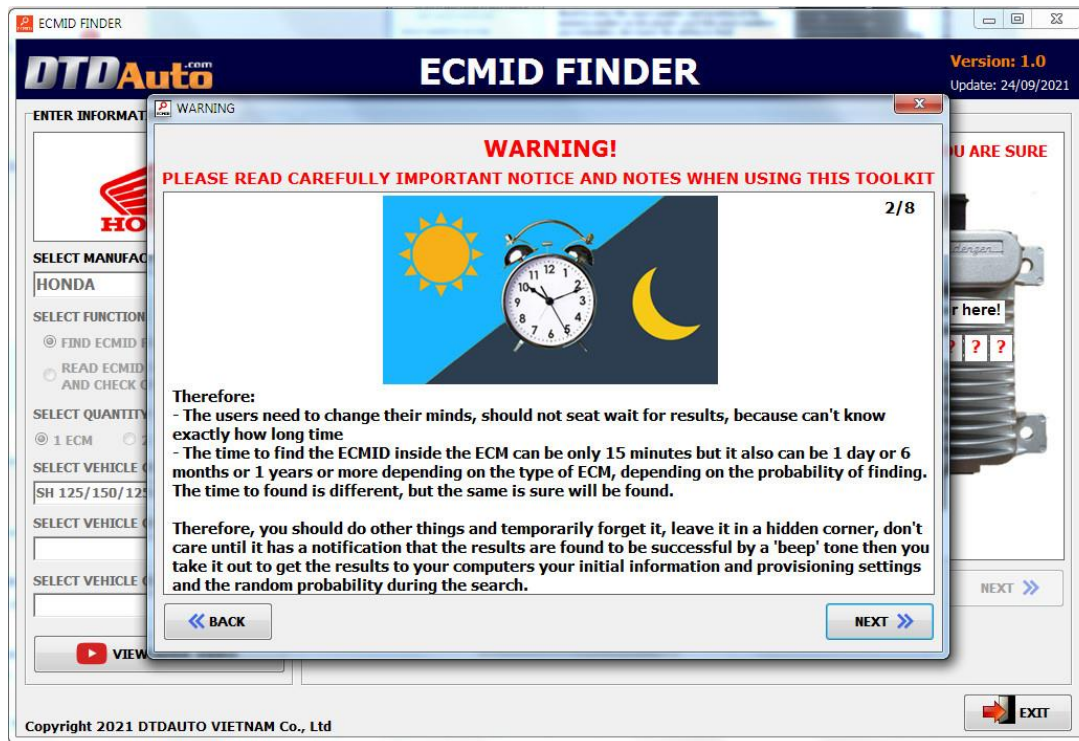 ECMID FINDER
DTDAuto.com
ECMID FINDER
Version: 1.0
Update: 24/09/2021
ENTER INFORMAT
WARNING
WARNING!
PLEASE READ CAREFULLY IMPORTANT NOTICE AND NOTES WHEN USING THIS TOOLKIT
2/8
12 1 2 3 4 5 6 7 8 9 10 11
Therefore:
- The users need to change their minds, should not seat wait for results, because can't know
exactly how long time
- The time to find the ECMID inside the ECM can be only 15 minutes but it also can be 1 day or 6
months or 1 years or more depending on the type of ECM, depending on the probability of finding.
The time to found is different, but the same is sure will be found.
Therefore, you should do other things and temporarily forget it, leave it in a hidden corner, don't
care until it has a notification that the results are found to be successful by a 'beep' tone then you
take it out to get the results to your computers your initial information and provisioning settings
and the random probability during the search.
BACK
NEXT
HO
SELECT MANUFAC
HONDA
SELECT FUNCTION
FIND ECMID
READ ECMID
AND CHECK
SELECT QUANTITY
1 ECM
2
SELECT VEHICLE
SH 125/150/125
SELECT VEHICLE
SELECT VEHICLE
VIEW
U ARE SURE
r here!
? ? ?
NEXT
EXIT
Copyright 2021 DTDAUTO VIETNAM Co., Ltd